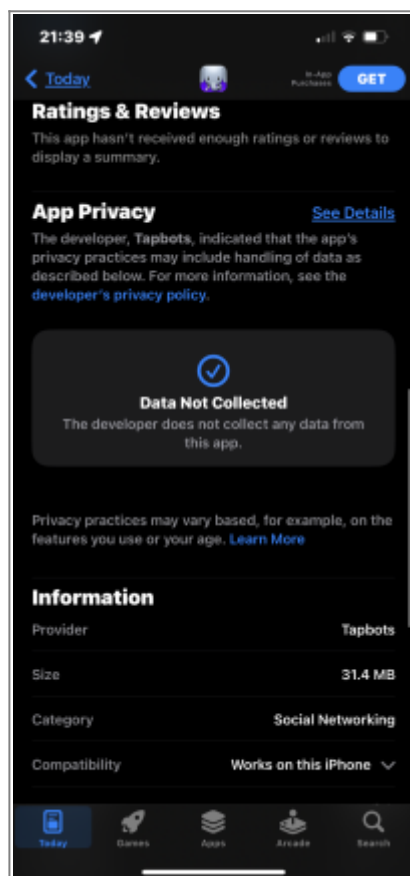 21:39
Today
In-App
Purchases
GET
Ratings & Reviews
This app hasn't received enough ratings or reviews to
display a summary.
App Privacy
See Details
The developer, Tapbots, indicated that the app's
privacy practices may include handling of data as
described below. For more information, see the
developer's privacy policy.
Data Not Collected
The developer does not collect any data from
this app.
Privacy practices may vary based, for example, on the
features you use or your age. Learn More
Information
Provider Tapbots
Size 31.4 MB
Category Social Networking
Compatibility Works on this iPhone
Today Games Apps Arcade Search